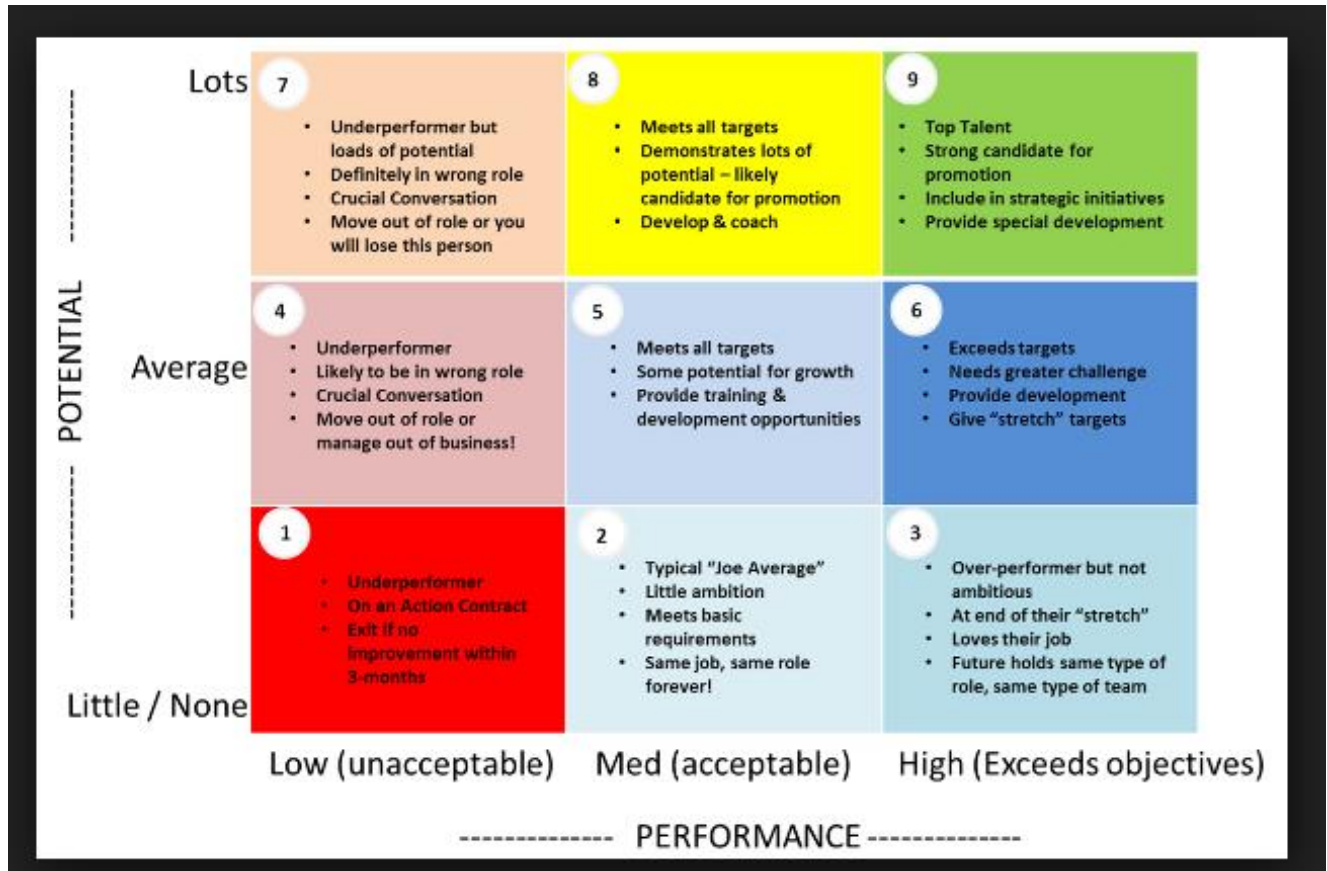 POTENTIAL
Lots
7
• Underperformer but
loads of potential
• Definitely in wrong role
• Crucial Conversation
• Move out of role or you
will lose this person
8
• Meets all targets
• Demonstrates lots of
potential – likely
candidate for promotion
• Develop & coach
9
• Top Talent
• Strong candidate for
promotion
• Include in strategic initiatives
• Provide special development
Average
4
• Underperformer
• Likely to be in wrong role
• Crucial Conversation
• Move out of role or
manage out of business!
5
• Meets all targets
• Some potential for growth
• Provide training &
development opportunities
6
• Exceeds targets
• Needs greater challenge
• Provide development
• Give “stretch” targets
Little / None
1
• Underperformer
• On an Action Contract
• Exit if no
improvement within
3-months
2
• Typical “Joe Average”
• Little ambition
• Meets basic
requirements
• Same job, same role
forever!
3
• Over-performer but not
ambitious
• At end of their “stretch”
• Loves their job
• Future holds same type of
role, same type of team
Low (unacceptable)
Med (acceptable)
High (Exceeds objectives)
PERFORMANCE